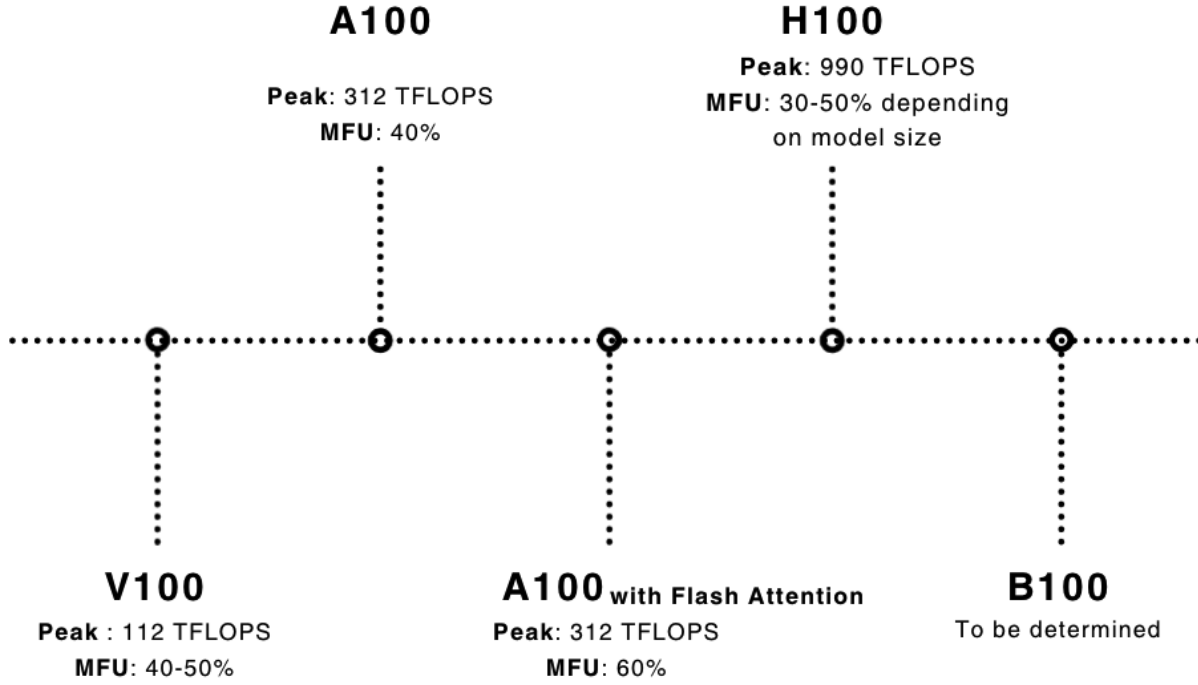 A100
Peak: 312 TFLOPS
MFU: 40%
H100
Peak: 990 TFLOPS
MFU: 30-50% depending
on model size
V100
Peak : 112 TFLOPS
MFU: 40-50%
A100 with Flash Attention
Peak: 312 TFLOPS
MFU: 60%
B100
To be determined